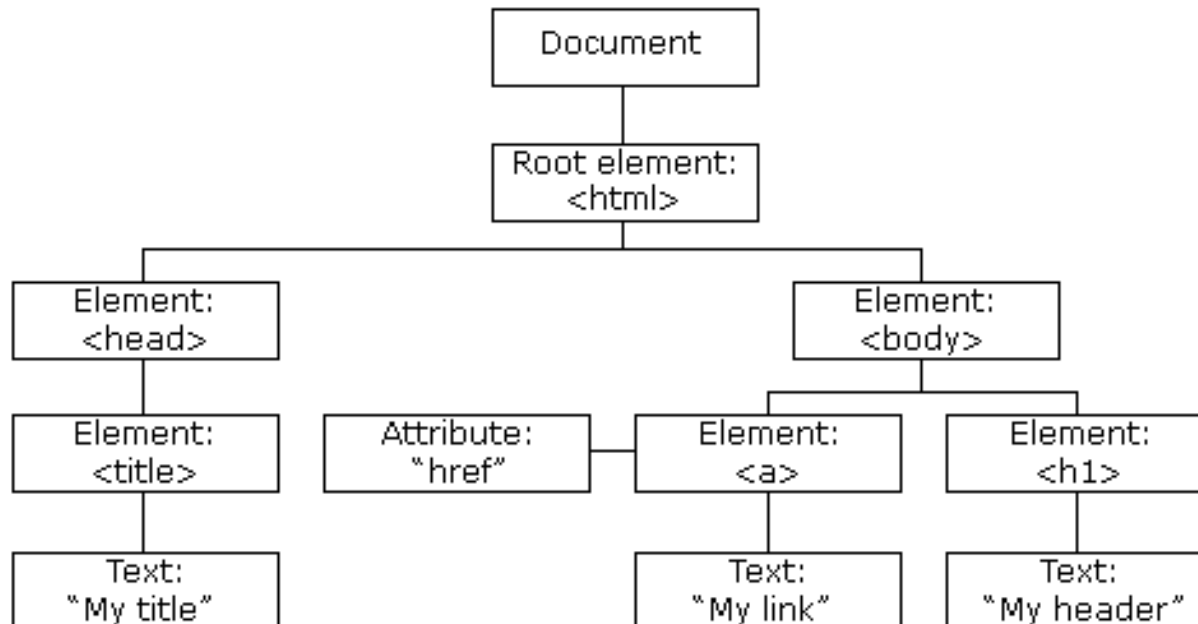 Document
Root element:
<html>
Element:
<head>
Element:
<body>
Element:
<title>
Attribute:
“href”
Element:
<a>
Element:
<h1>
Text:
“My title”
Text:
“My link”
Text:
“My header”